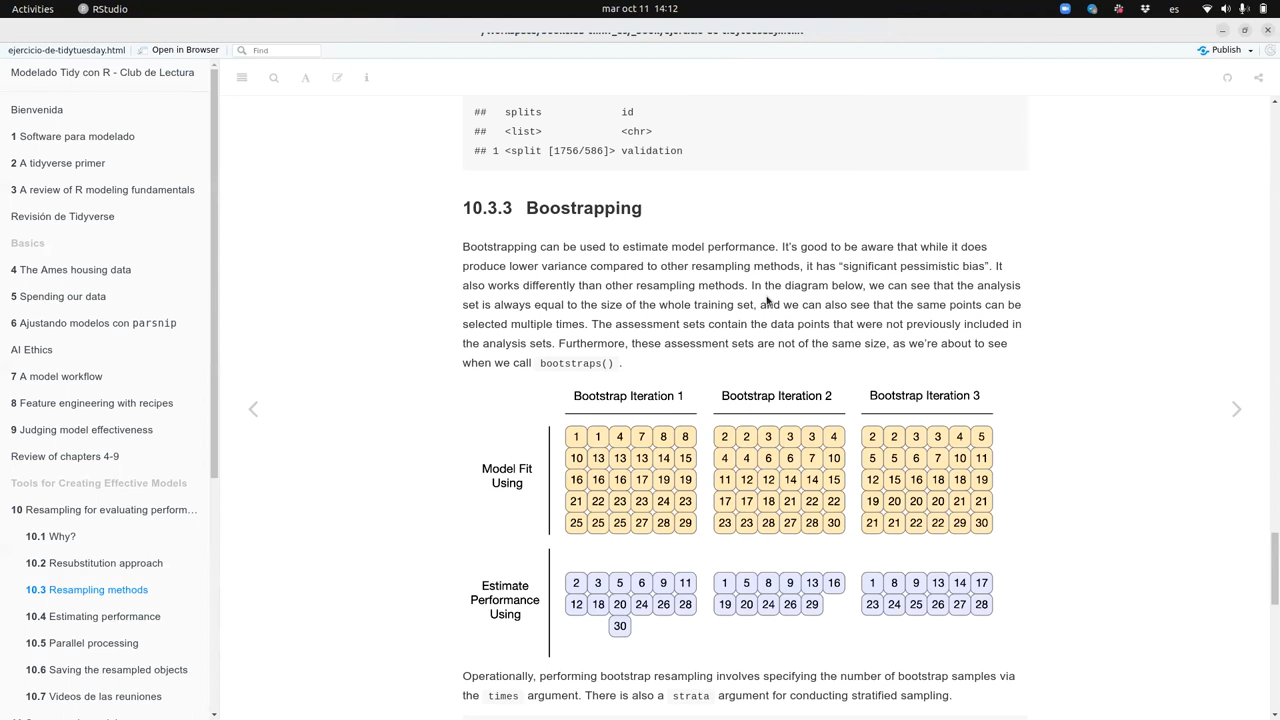 Activities RStudio mar oct 11 14:12 es
ejercicio-de-tidytuesday.html Open in Browser Find Publish
Modelado Tidy con R - Club de Lectura
Bienvenida
1 Software para modelado
2 A tidyverse primer
3 A review of R modeling fundamentals
Revisión de Tidyverse
Basics
4 The Ames housing data
5 Spending our data
6 Ajustando modelos con parsnip
AI Ethics
7 A model workflow
8 Feature engineering with recipes
9 Judging model effectiveness
Review of chapters 4-9
Tools for Creating Effective Models
10 Resampling for evaluating perform...
10.1 Why?
10.2 Resubstitution approach
10.3 Resampling methods
10.4 Estimating performance
10.5 Parallel processing
10.6 Saving the resampled objects
10.7 Videos de las reuniones
## splits id
## <list> <chr>
## 1 <split [1756/586]> validation
10.3.3 Boostrapping
Bootstrapping can be used to estimate model performance. It's good to be aware that while it does
produce lower variance compared to other resampling methods, it has “significant pessimistic bias”. It
also works differently than other resampling methods. In the diagram below, we can see that the analysis
set is always equal to the size of the whole training set, and we can also see that the same points can be
selected multiple times. The assessment sets contain the data points that were not previously included in
the analysis sets. Furthermore, these assessment sets are not of the same size, as we're about to see
when we call bootstraps() .
Bootstrap Iteration 1 Bootstrap Iteration 2 Bootstrap Iteration 3
Model Fit
Using
1 1 4 7 8 8 2 2 3 3 3 4 2 2 3 3 4 5
10 13 13 13 14 15 4 4 6 6 7 10 5 5 6 7 10 11
16 16 16 17 19 19 11 12 12 14 14 15 12 15 16 18 18 19
21 22 23 23 24 23 17 17 18 21 22 22 19 20 20 20 21 21
25 25 25 27 28 29 23 23 28 27 28 30 21 21 22 22 29 30
Estimate
Performance
Using
2 3 5 6 9 11 1 5 8 9 13 16 1 8 9 13 14 17
12 18 20 24 26 28 19 20 24 26 29 23 24 25 26 27 28
30
Operationally, performing bootstrap resampling involves specifying the number of bootstrap samples via
the times argument. There is also a strata argument for conducting stratified sampling.